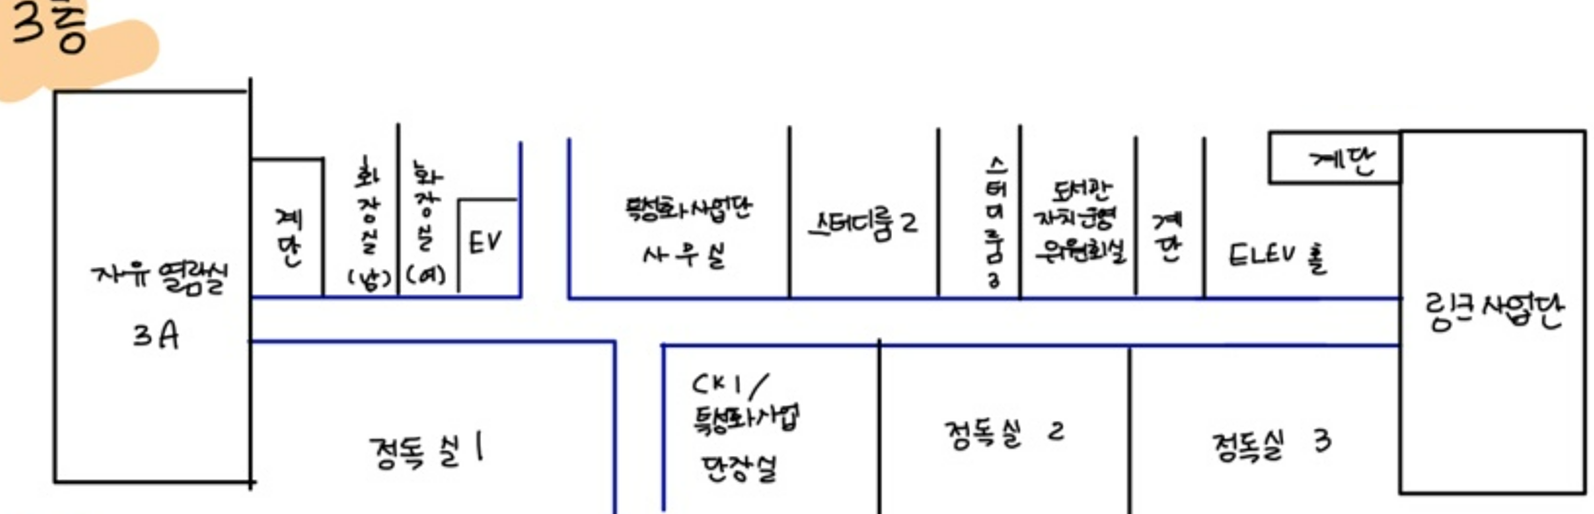 3층
자유 열람실
3A
계단
화장실
(남)
화장실
(여)
EV
특성화사업단
사무실
스터디룸 2
스터디룸 3
도서관
자치운영
위원회실
계단
ELEV 홀
계단
링크사업단
정독실 1
CK1/
특성화사업
단장실
정독실 2
정독실 3